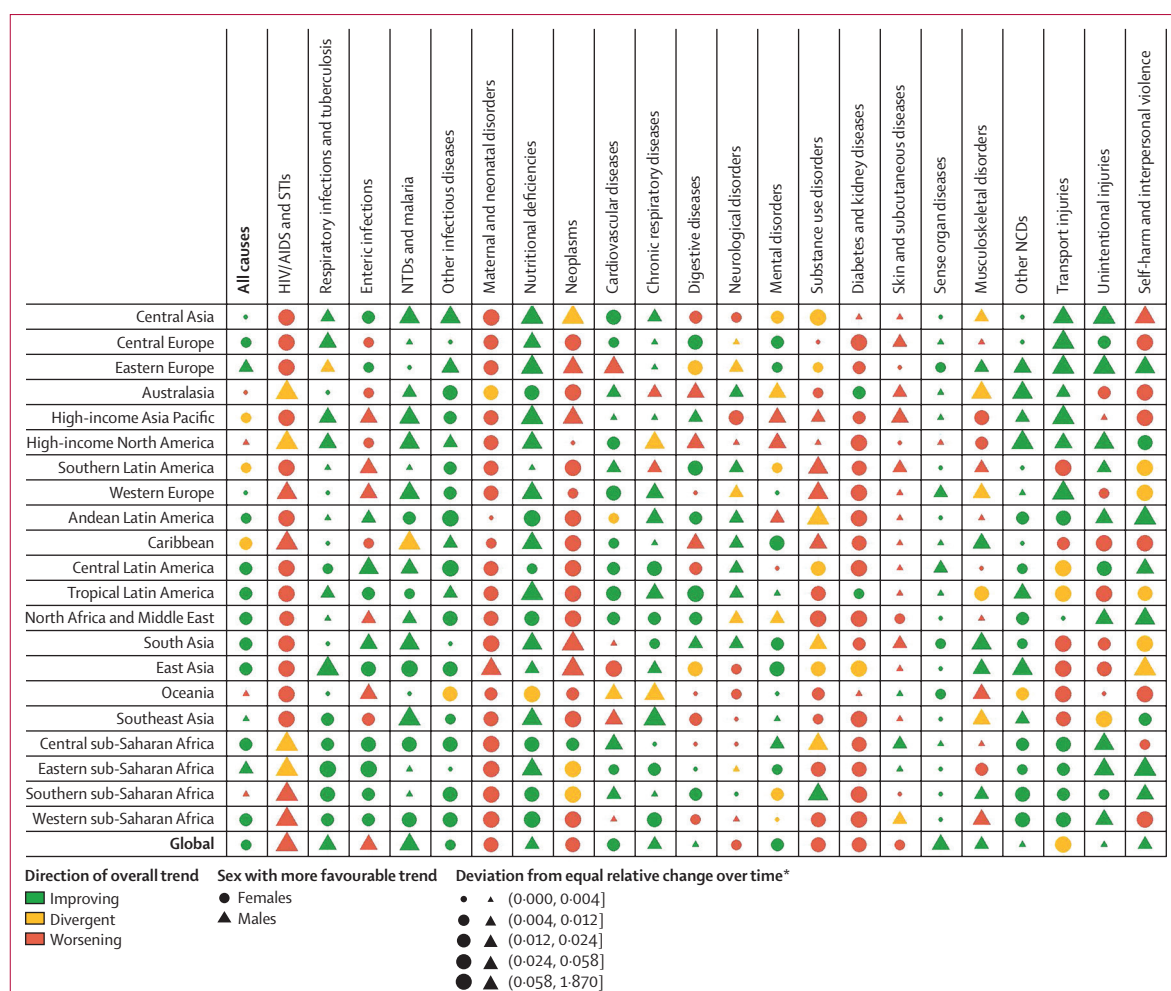 All causes
HIV/AIDS and STIs
Respiratory infections and tuberculosis
Enteric infections
NTDs and malaria
Other infectious diseases
Maternal and neonatal disorders
Nutritional deficiencies
Neoplasms
Cardiovascular diseases
Chronic respiratory diseases
Digestive diseases
Neurological disorders
Mental disorders
Substance use disorders
Diabetes and kidney diseases
Skin and subcutaneous diseases
Sense organ diseases
Musculoskeletal disorders
Other NCDs
Transport injuries
Unintentional injuries
Self-harm and interpersonal violence
Central Asia
Central Europe
Eastern Europe
Australasia
High-income Asia Pacific
High-income North America
Southern Latin America
Western Europe
Andean Latin America
Caribbean
Central Latin America
Tropical Latin America
North Africa and Middle East
South Asia
East Asia
Oceania
Southeast Asia
Central sub-Saharan Africa
Eastern sub-Saharan Africa
Southern sub-Saharan Africa
Western sub-Saharan Africa
Global
Direction of overall trend
Improving
Divergent
Worsening
Sex with more favourable trend
Females
Males
Deviation from equal relative change over time*
(0·000, 0·004]
(0·004, 0·012]
(0·012, 0·024]
(0·024, 0·058]
(0·058, 1·870]